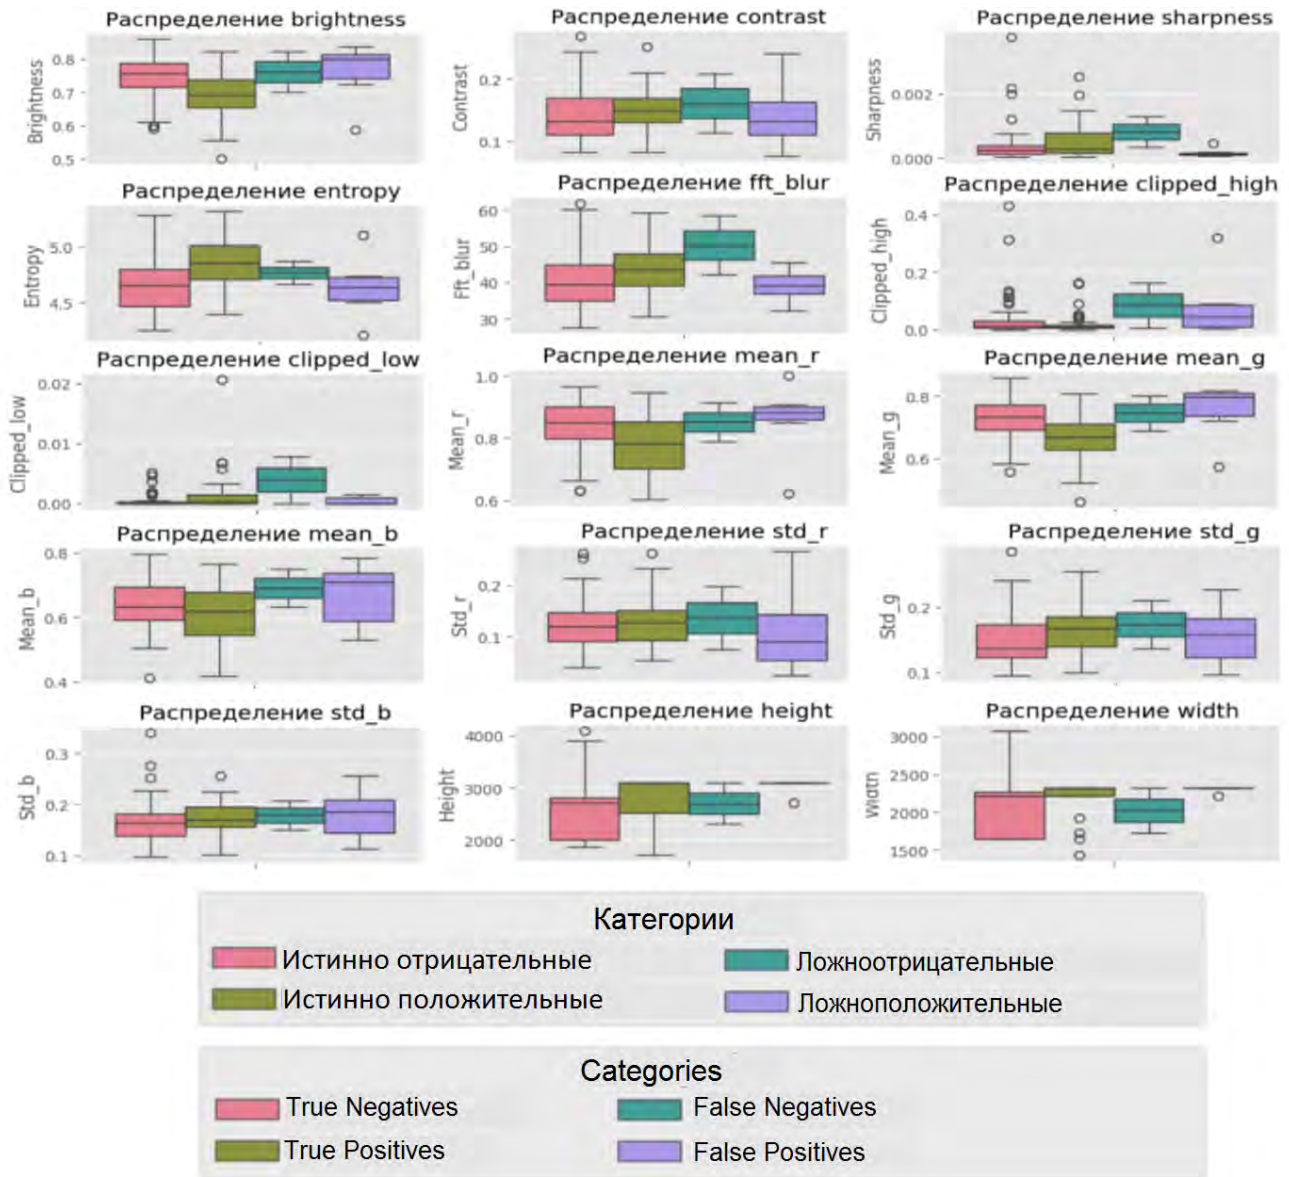 Распределение brightness
Brightness
0.8
0.7
0.6
0.5
Распределение contrast
Contrast
0.2
0.1
Распределение sharpness
Sharpness
0.002
0.000
Распределение entropy
Entropy
5.0
4.5
Распределение fft_blur
Fft_blur
60
50
40
30
Распределение clipped_high
Clipped_high
0.4
0.2
0.0
Распределение clipped_low
Clipped_low
0.02
0.01
0.00
Распределение mean_r
Mean_r
1.0
0.8
0.6
Распределение mean_g
Mean_g
0.8
0.6
Распределение mean_b
Mean_b
0.8
0.6
0.4
Распределение std_r
Std_r
0.2
0.1
Распределение std_g
Std_g
0.2
0.1
Распределение std_b
Std_b
0.3
0.2
0.1
Распределение height
Height
4000
3000
2000
Распределение width
Width
3000
2500
2000
1500
Категории
Истинно отрицательные
Ложноотрицательные
Истинно положительные
Ложноположительные
Categories
True Negatives
False Negatives
True Positives
False Positives